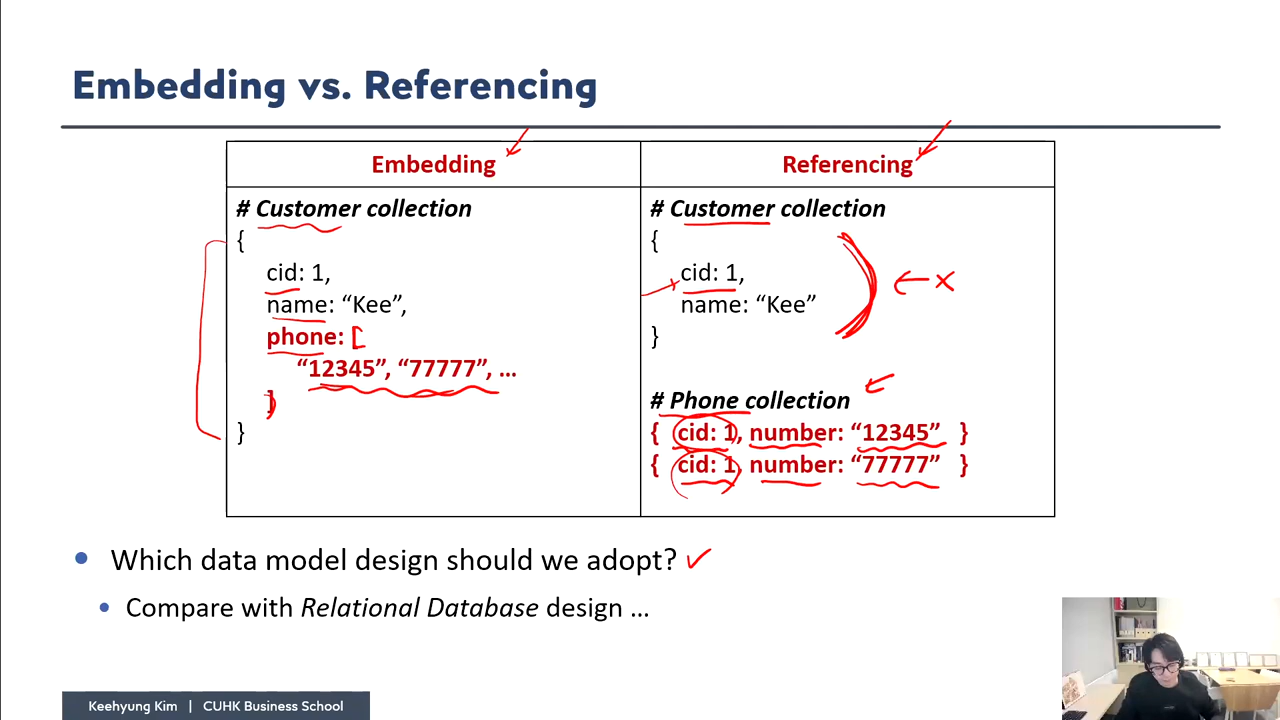 Embedding vs. Referencing
Embedding
# Customer collection
{
cid: 1,
name: “Kee”,
phone: [
“12345”, “77777”, …
]
}
Referencing
# Customer collection
{
cid: 1,
name: “Kee”
}
← x
# Phone collection
{ cid: 1, number: “12345” }
{ cid: 1, number: “77777” }
• Which data model design should we adopt? ✓
• Compare with Relational Database design …
Keehyung Kim | CUHK Business School